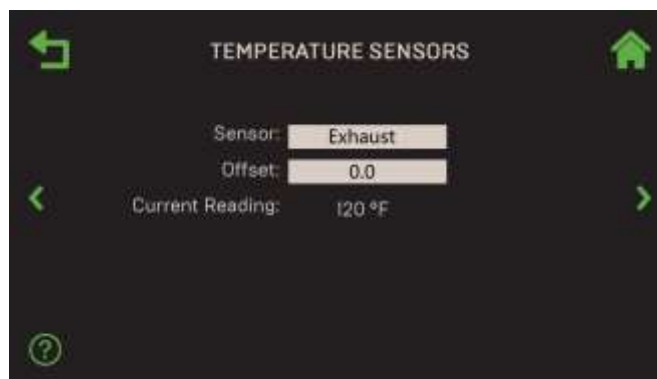 TEMPERATURE SENSORS
Sensor: Exhaust
Offset: 0.0
Current Reading: 120 °F
?